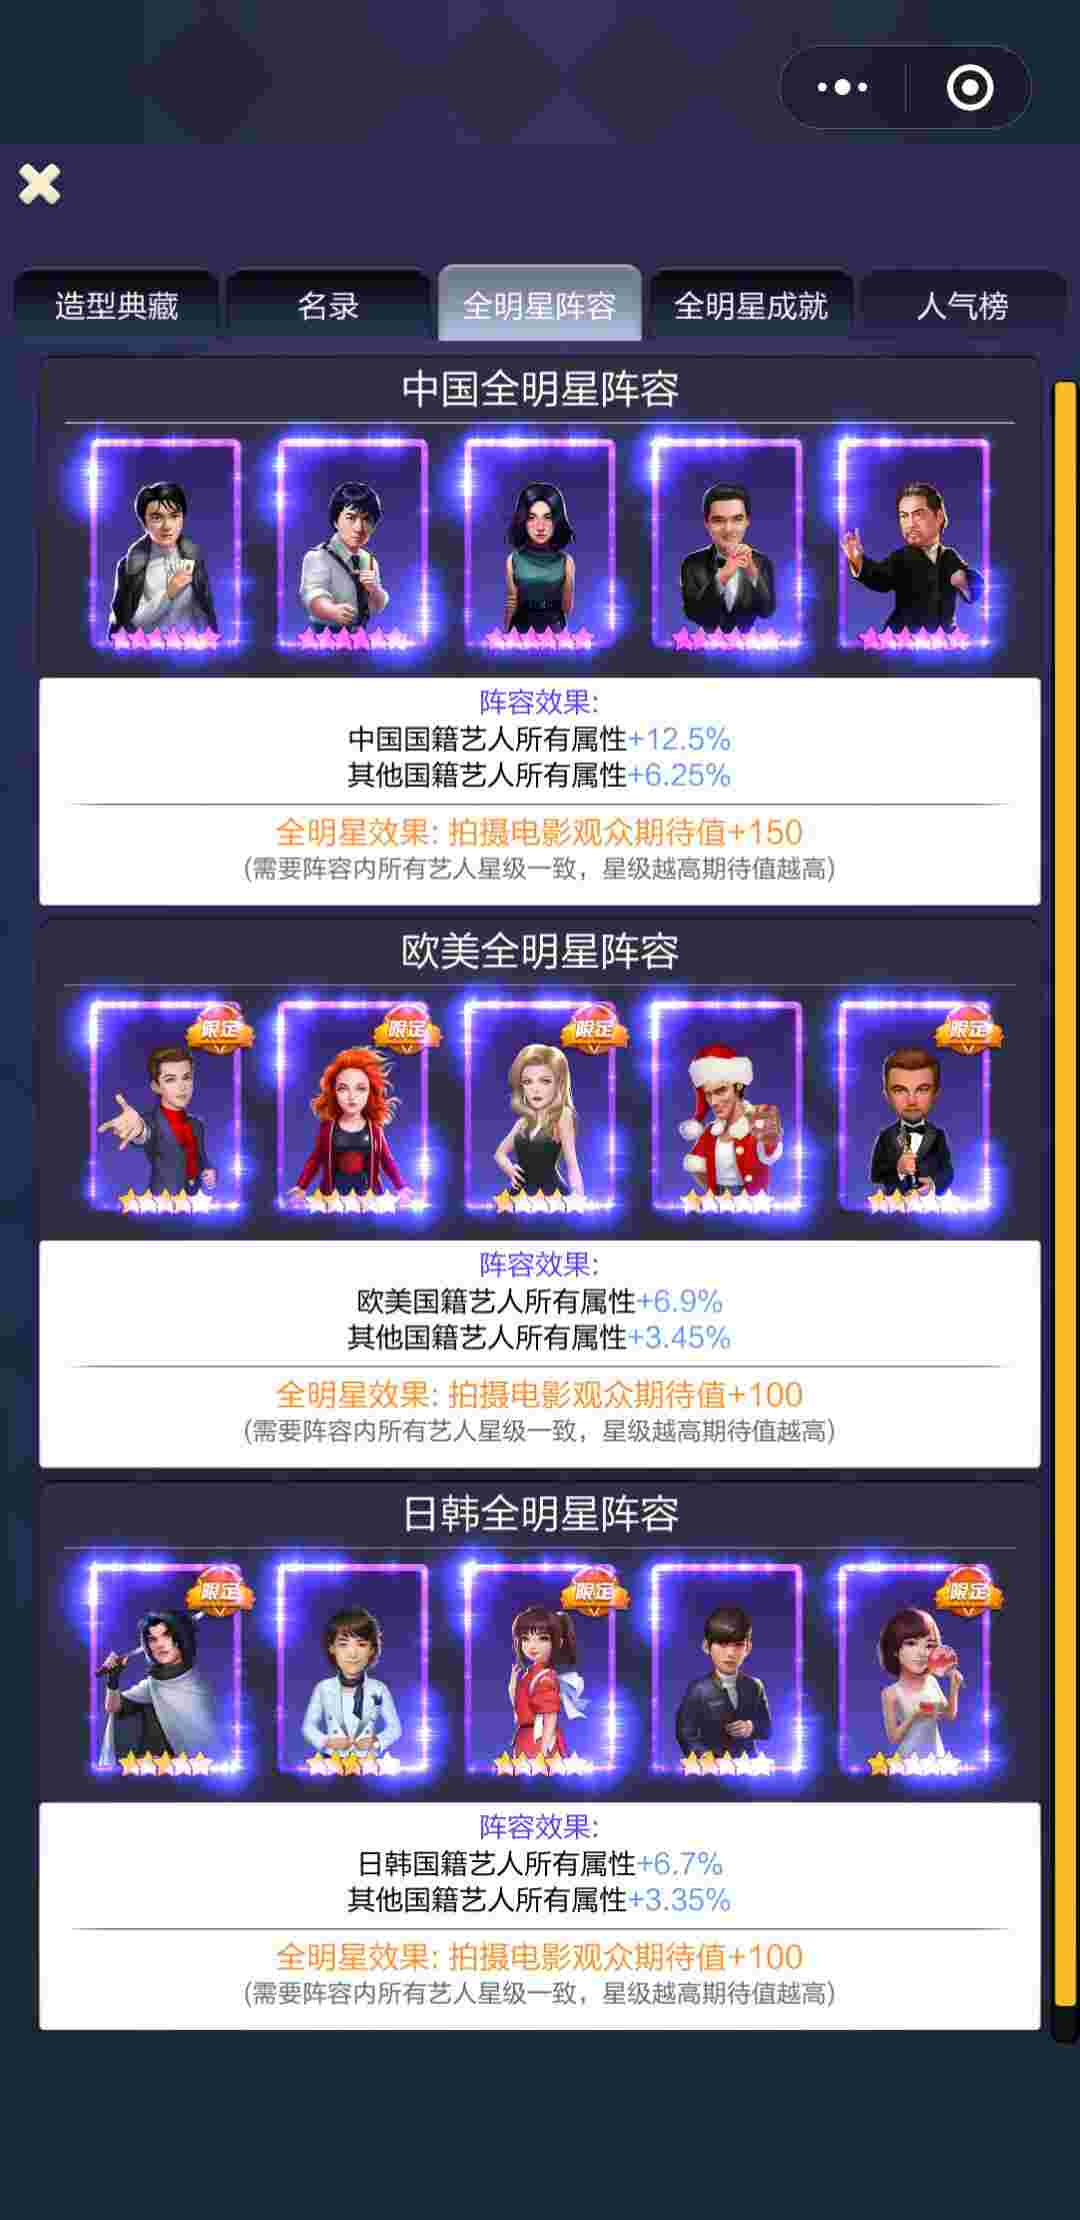 造型典藏
名录
全明星阵容
全明星成就
人气榜
中国全明星阵容
阵容效果:
中国国籍艺人所有属性+12.5%
其他国籍艺人所有属性+6.25%
全明星效果: 拍摄电影观众期待值+150
(需要阵容内所有艺人星级一致，星级越高期待值越高)
欧美全明星阵容
限定
限定
限定
限定
阵容效果:
欧美国籍艺人所有属性+6.9%
其他国籍艺人所有属性+3.45%
全明星效果: 拍摄电影观众期待值+100
(需要阵容内所有艺人星级一致，星级越高期待值越高)
日韩全明星阵容
限定
限定
限定
阵容效果:
日韩国籍艺人所有属性+6.7%
其他国籍艺人所有属性+3.35%
全明星效果: 拍摄电影观众期待值+100
(需要阵容内所有艺人星级一致，星级越高期待值越高)